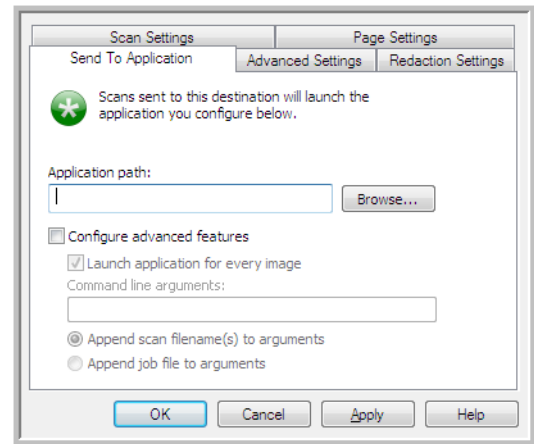 Scan Settings
Page Settings
Send To Application
Advanced Settings
Redaction Settings
Scans sent to this destination will launch the
application you configure below.
Application path:
Browse...
Configure advanced features
Launch application for every image
Command line arguments:
Append scan filename(s) to arguments
Append job file to arguments
OK
Cancel
Apply
Help